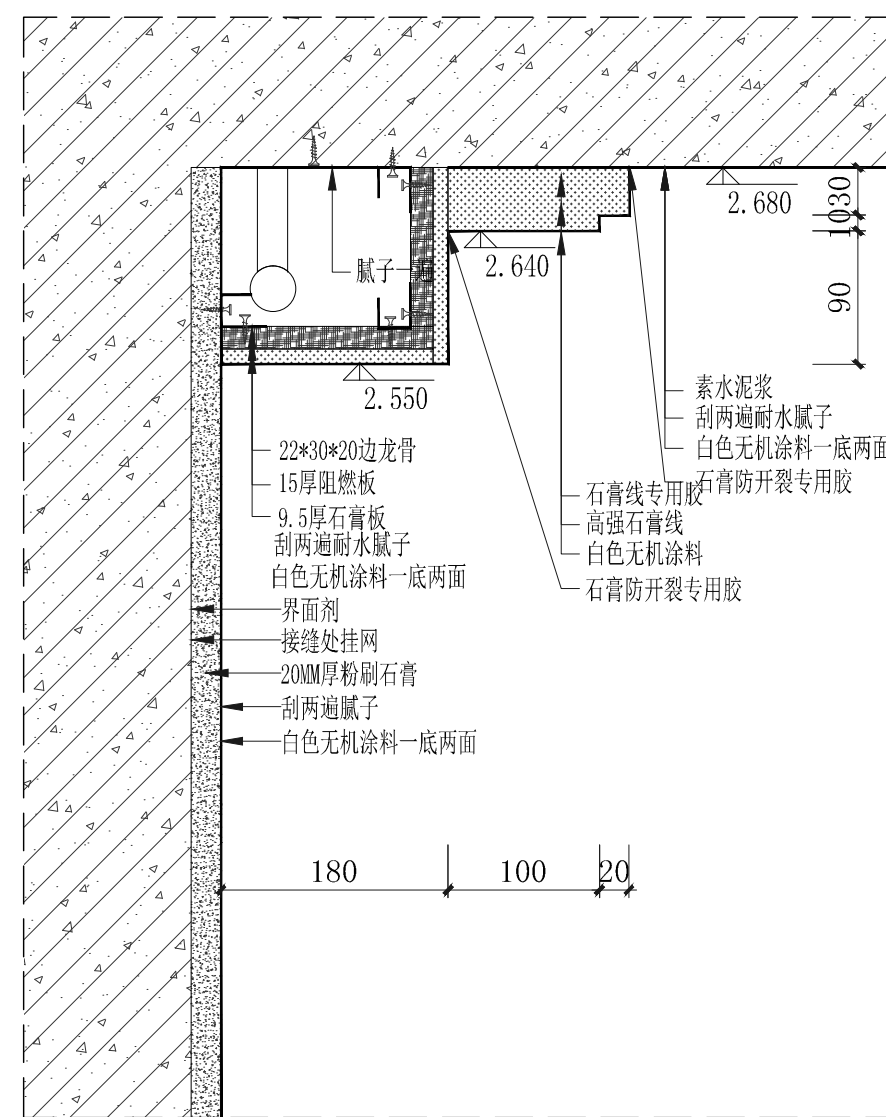 30
10
90
2.680
2.640
腻子一遍
2.550
素水泥浆
刮两遍耐水腻子
白色无机涂料一底两面
石膏防开裂专用胶
22*30*20边龙骨
15厚阻燃板
9.5厚石膏板
刮两遍耐水腻子
白色无机涂料一底两面
石膏线专用胶
高强石膏线
白色无机涂料
石膏防开裂专用胶
界面剂
接缝处挂网
20MM厚粉刷石膏
刮两遍腻子
白色无机涂料一底两面
180
100
20